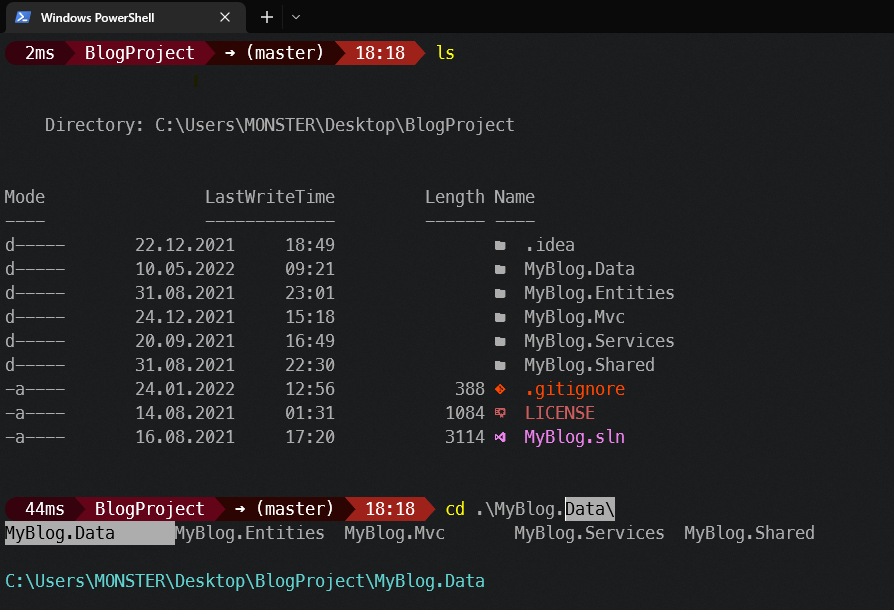 Windows PowerShell
2ms BlogProject ➜ (master) 18:18 ls
Directory: C:\Users\MONSTER\Desktop\BlogProject
Mode LastWriteTime Length Name
---- ------------- ------ ----
d----- 22.12.2021 18:49 .idea
d----- 10.05.2022 09:21 MyBlog.Data
d----- 31.08.2021 23:01 MyBlog.Entities
d----- 24.12.2021 15:18 MyBlog.Mvc
d----- 20.09.2021 16:49 MyBlog.Services
d----- 31.08.2021 22:30 MyBlog.Shared
-a---- 24.01.2022 12:56 388 .gitignore
-a---- 14.08.2021 01:31 1084 LICENSE
-a---- 16.08.2021 17:20 3114 MyBlog.sln
44ms BlogProject ➜ (master) 18:18 cd .\MyBlog.Data\
MyBlog.Data MyBlog.Entities MyBlog.Mvc MyBlog.Services MyBlog.Shared
C:\Users\MONSTER\Desktop\BlogProject\MyBlog.Data